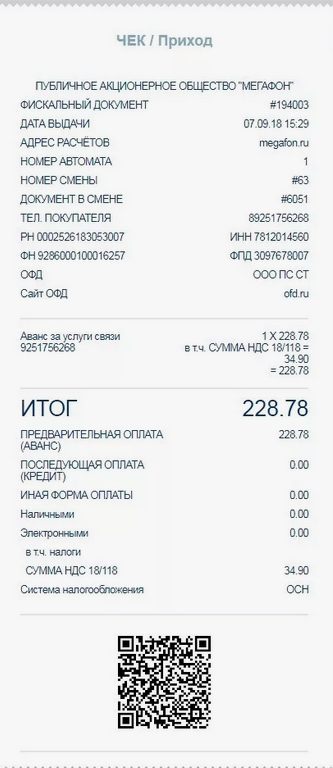 ЧЕК / Приход
ПУБЛИЧНОЕ АКЦИОНЕРНОЕ ОБЩЕСТВО "МЕГАФОН"
ФИСКАЛЬНЫЙ ДОКУМЕНТ #194003
ДАТА ВЫДАЧИ 07.09.18 15:29
АДРЕС РАСЧЁТОВ megafon.ru
НОМЕР АВТОМАТА 1
НОМЕР СМЕНЫ #63
ДОКУМЕНТ В СМЕНЕ #6051
ТЕЛ. ПОКУПАТЕЛЯ 89251756268
РН 0002526183053007 ИНН 7812014560
ФН 9286000100016257 ФПД 3097678007
ОФД ООО ПС СТ
Сайт ОФД ofd.ru
Аванс за услуги связи 1 X 228.78
9251756268 в т.ч. СУММА НДС 18/118 =
34.90
= 228.78
ИТОГ 228.78
ПРЕДВАРИТЕЛЬНАЯ ОПЛАТА 228.78
(АВАНС)
ПОСЛЕДУЮЩАЯ ОПЛАТА 0.00
(КРЕДИТ)
ИНАЯ ФОРМА ОПЛАТЫ 0.00
Наличными 0.00
Электронными 0.00
в т.ч. налоги
СУММА НДС 18/118 34.90
Система налогообложения ОСН